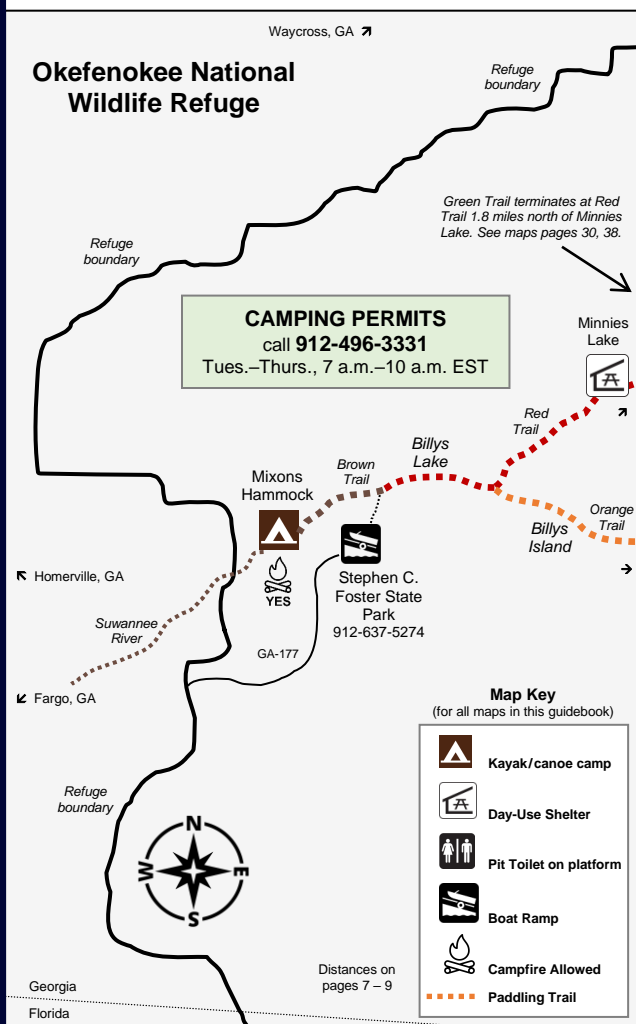 Waycross, GA
Okefenokee National
Wildlife Refuge
Refuge
boundary
Green Trail terminates at Red
Trail 1.8 miles north of Minnies
Lake. See maps pages 30, 38.
Refuge
boundary
CAMPING PERMITS
call 912-496-3331
Tues.–Thurs., 7 a.m.–10 a.m. EST
Minnies
Lake
Red
Trail
Billys
Lake
Brown
Trail
Mixons
Hammock
Orange
Trail
Billys
Island
YES
Stephen C.
Foster State
Park
912-637-5274
Homerville, GA
Suwannee
River
GA-177
Fargo, GA
Refuge
boundary
N
E
S
W
Map Key
(for all maps in this guidebook)
Kayak/canoe camp
Day-Use Shelter
Pit Toilet on platform
Boat Ramp
Campfire Allowed
Paddling Trail
Distances on
pages 7 – 9
Georgia
Florida